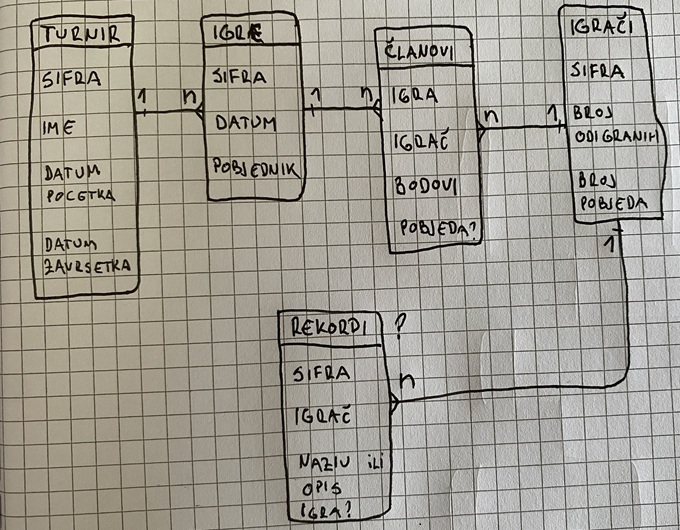 TURNIR
SIFRA
IME
DATUM
POCETKA
DATUM
ZAVRSETKA
1
n
IGRE
SIFRA
DATUM
POBJEDNIK
1
n
ČLANOVI
IGRA
IGRAČ
BODOVI
POBJEDA?
n
1
IGRAČI
SIFRA
BROJ
ODIGRANIH
BROJ
POBJEDA
1
REKORDI ?
SIFRA
IGRAČ
NAZIV ili
OPIS
IGRA?
n